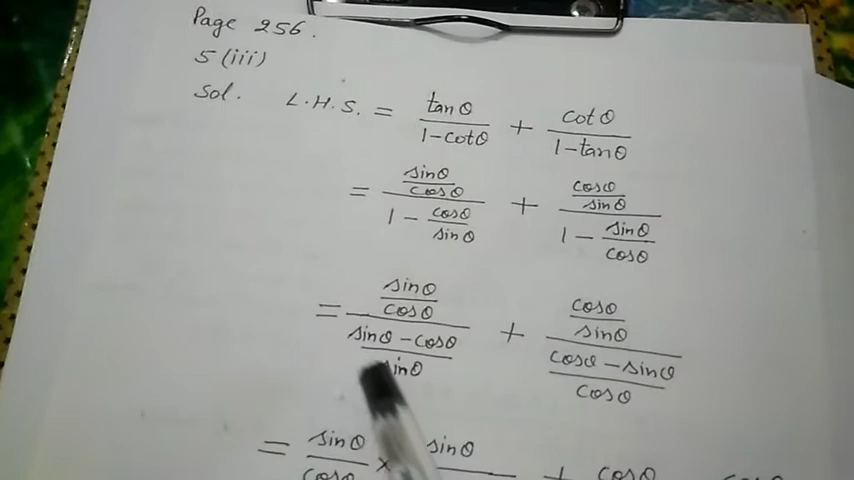 Page 256.
5(iii)
Sol. L.H.S. = tanθ/1-cotθ + cotθ/1-tanθ
= sinθ/cosθ/1 - cosθ/sinθ + cosθ/sinθ/1 - sinθ/cosθ
= sinθ/cosθ/sinθ-cosθ/sinθ + cosθ/sinθ/cosθ-sinθ/cosθ
= sinθ/cosθ × sinθ + cosθ